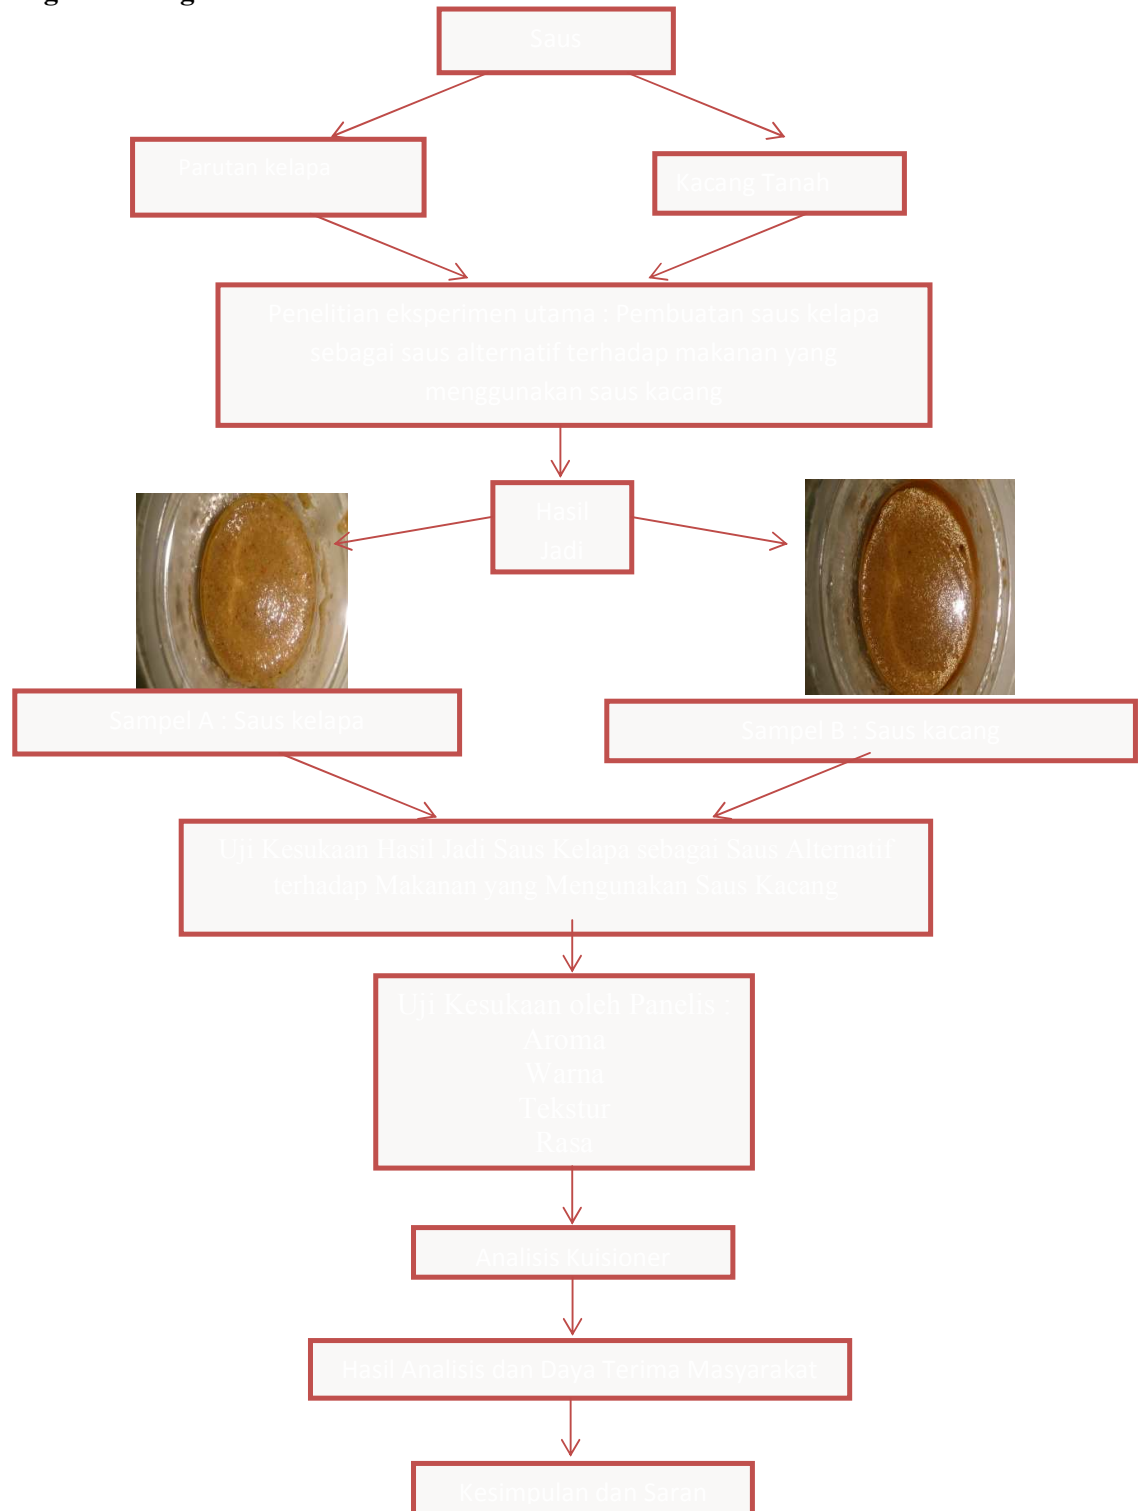 Saus
Parutan kelapa
Kacang Tanah
Penelitian eksperimen utama : Pembuatan saus kelapa
sebagai saus alternatif terhadap makanan yang
menggunakan saus kacang
Hasil
Jadi
Sampel A : Saus kelapa
Sampel B : Saus kacang
Uji Kesukaan Hasil Jadi Saus Kelapa sebagai Saus Alternatif
terhadap Makanan yang Mengunakan Saus Kacang
Uji Kesukaan oleh Panelis :
Aroma
Warna
Tekstur
Rasa
Analisis Kuisioner
Hasil Analisis dan Daya Terima Masyarakat
Kesimpulan dan Saran